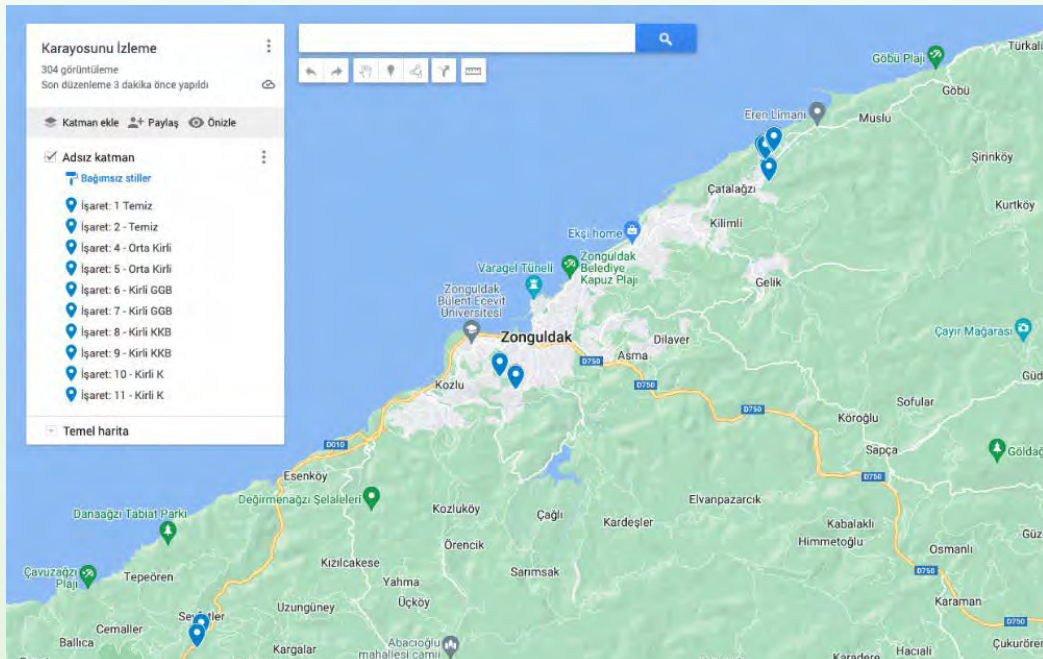 Karayosunu İzleme
304 görüntüleme
Son düzenleme 3 dakika önce yapıldı
Katman ekle Paylaş Önizle
Adsız katman
Bağımsız stiller
İşaret: 1 Temiz
İşaret: 2 - Temiz
İşaret: 4 - Orta Kirli
İşaret: 5 - Orta Kirli
İşaret: 6 - Kirli GGB
İşaret: 7 - Kirli GGB
İşaret: 8 - Kirli KKB
İşaret: 9 - Kirli KKB
İşaret: 10 - Kirli K
İşaret: 11 - Kirli K
Temel harita
Türkali
Göbü Plajı
Göbü
Eren Limanı
Muslu
Şirinköy
Çatalağzı
Kurtköy
Kilimli
Ekşi home
Zonguldak
Belediye
Kapuz Plajı
Varagel Tüneli
Gelik
Zonguldak
Bülent Ecevit
Üniversitesi
Zonguldak
Dilaver
Asma
Çayır Mağarası
D750
D750
Kozlu
Güd
D750
Sofular
Köroğlu
D010
Sapça
Göldağ
Esenköy
D750
Değirmenağzı Şelaleleri
Elvanpazarcık
Kozluköy
Çağlı
Kardeşler
Danaağzı Tabiat Parkı
Kabalaklı
Himmetoğlu
Güz
Örencik
Osmanlı
Kızılcakese
Sarımsak
D750
Çavuzağzı
Plajı
Tepeören
Yahma
Üçköy
Karaman
Uzungüney
D750
Cemaller
Ballıca
Kargalar
Abacıoğlu
mahallesi camii
Çukurören
Hacıali
Karadere